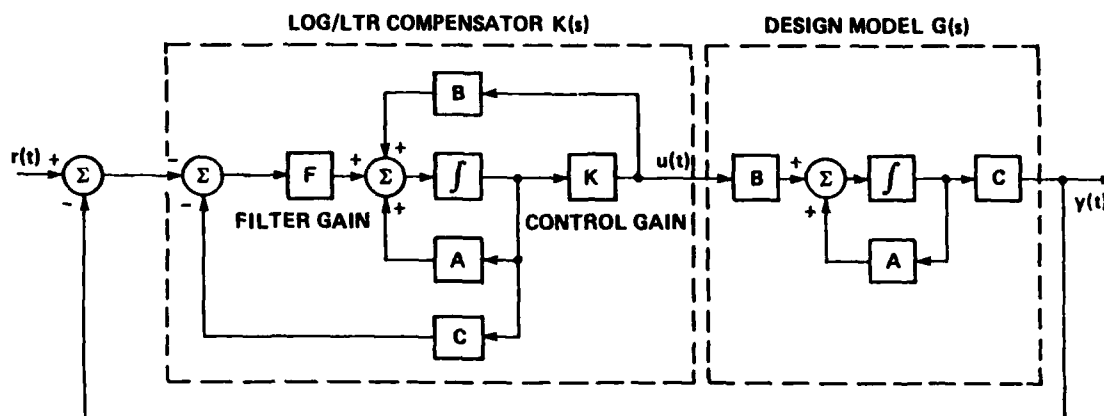 LOG/LTR COMPENSATOR K(s)
DESIGN MODEL G(s)
B
r(t) + Σ −
− Σ −
F
+ + Σ +
∫
K
u(t)
B
+ Σ +
∫
C
y(t)
FILTER GAIN
CONTROL GAIN
A
A
C